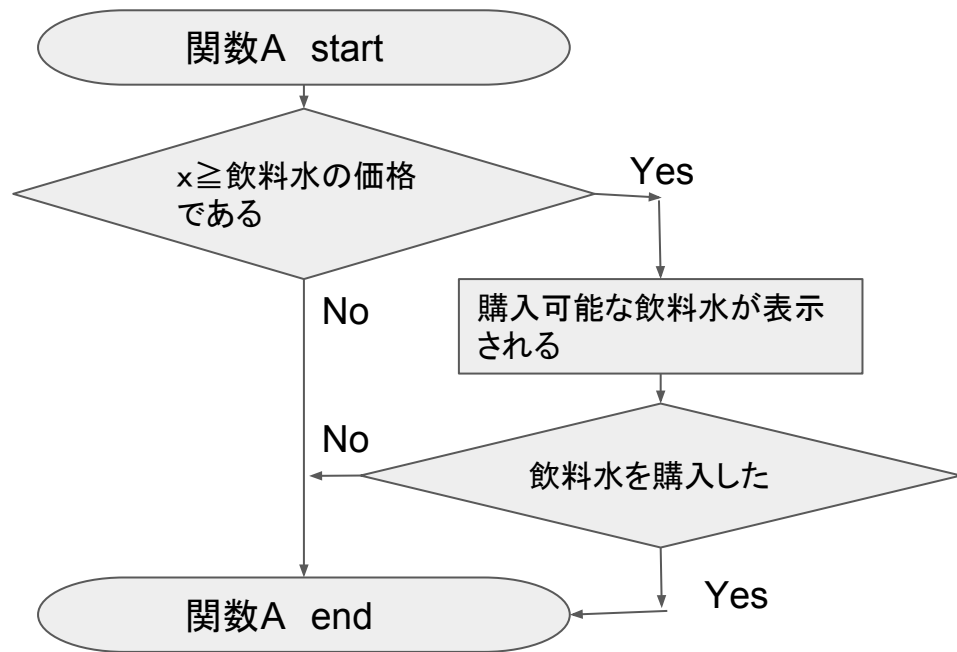 関数A start
x≧飲料水の価格
である
Yes
No
購入可能な飲料水が表示
される
No
飲料水を購入した
Yes
関数A end